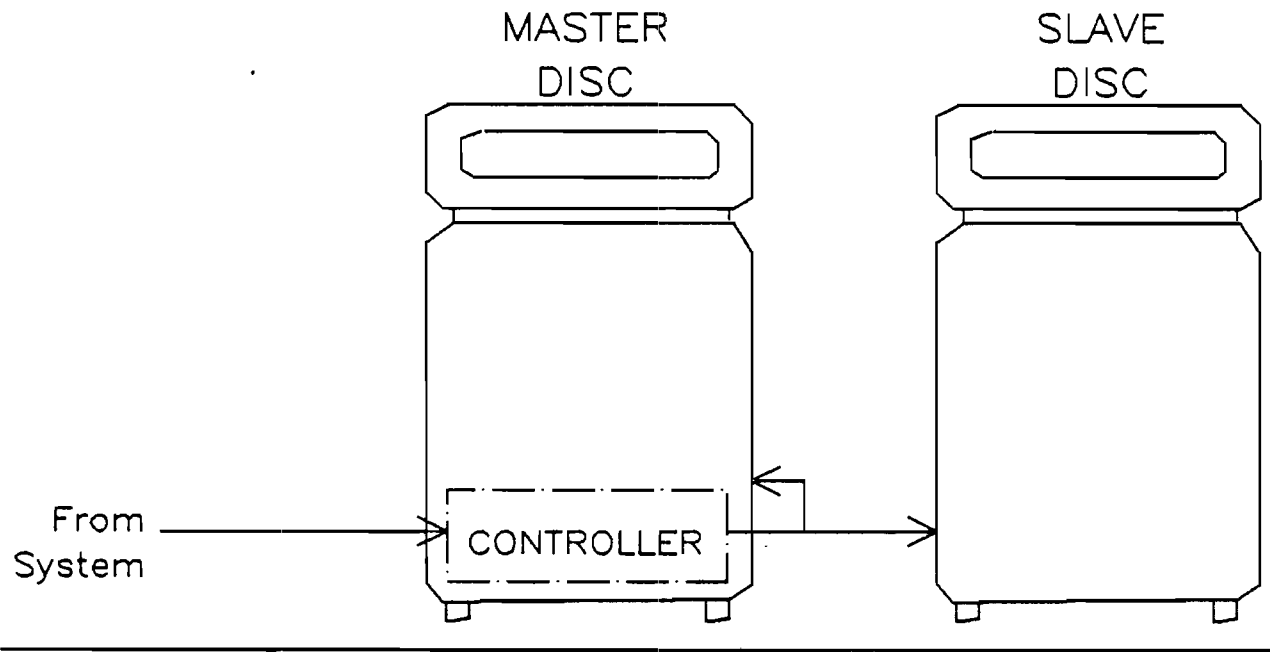 MASTER
DISC
SLAVE
DISC
From
System
CONTROLLER